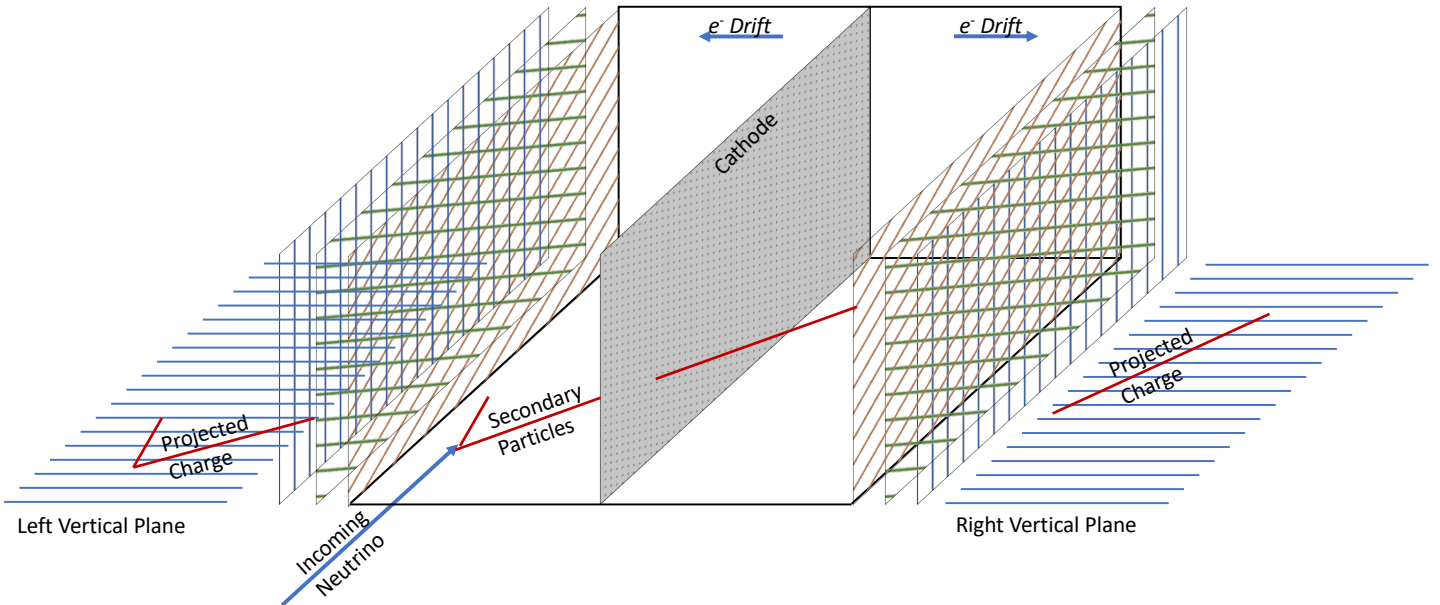 e⁻ Drift
e⁻ Drift
Cathode
Secondary
Particles
Projected
Charge
Projected
Charge
Left Vertical Plane
Right Vertical Plane
Incoming
Neutrino